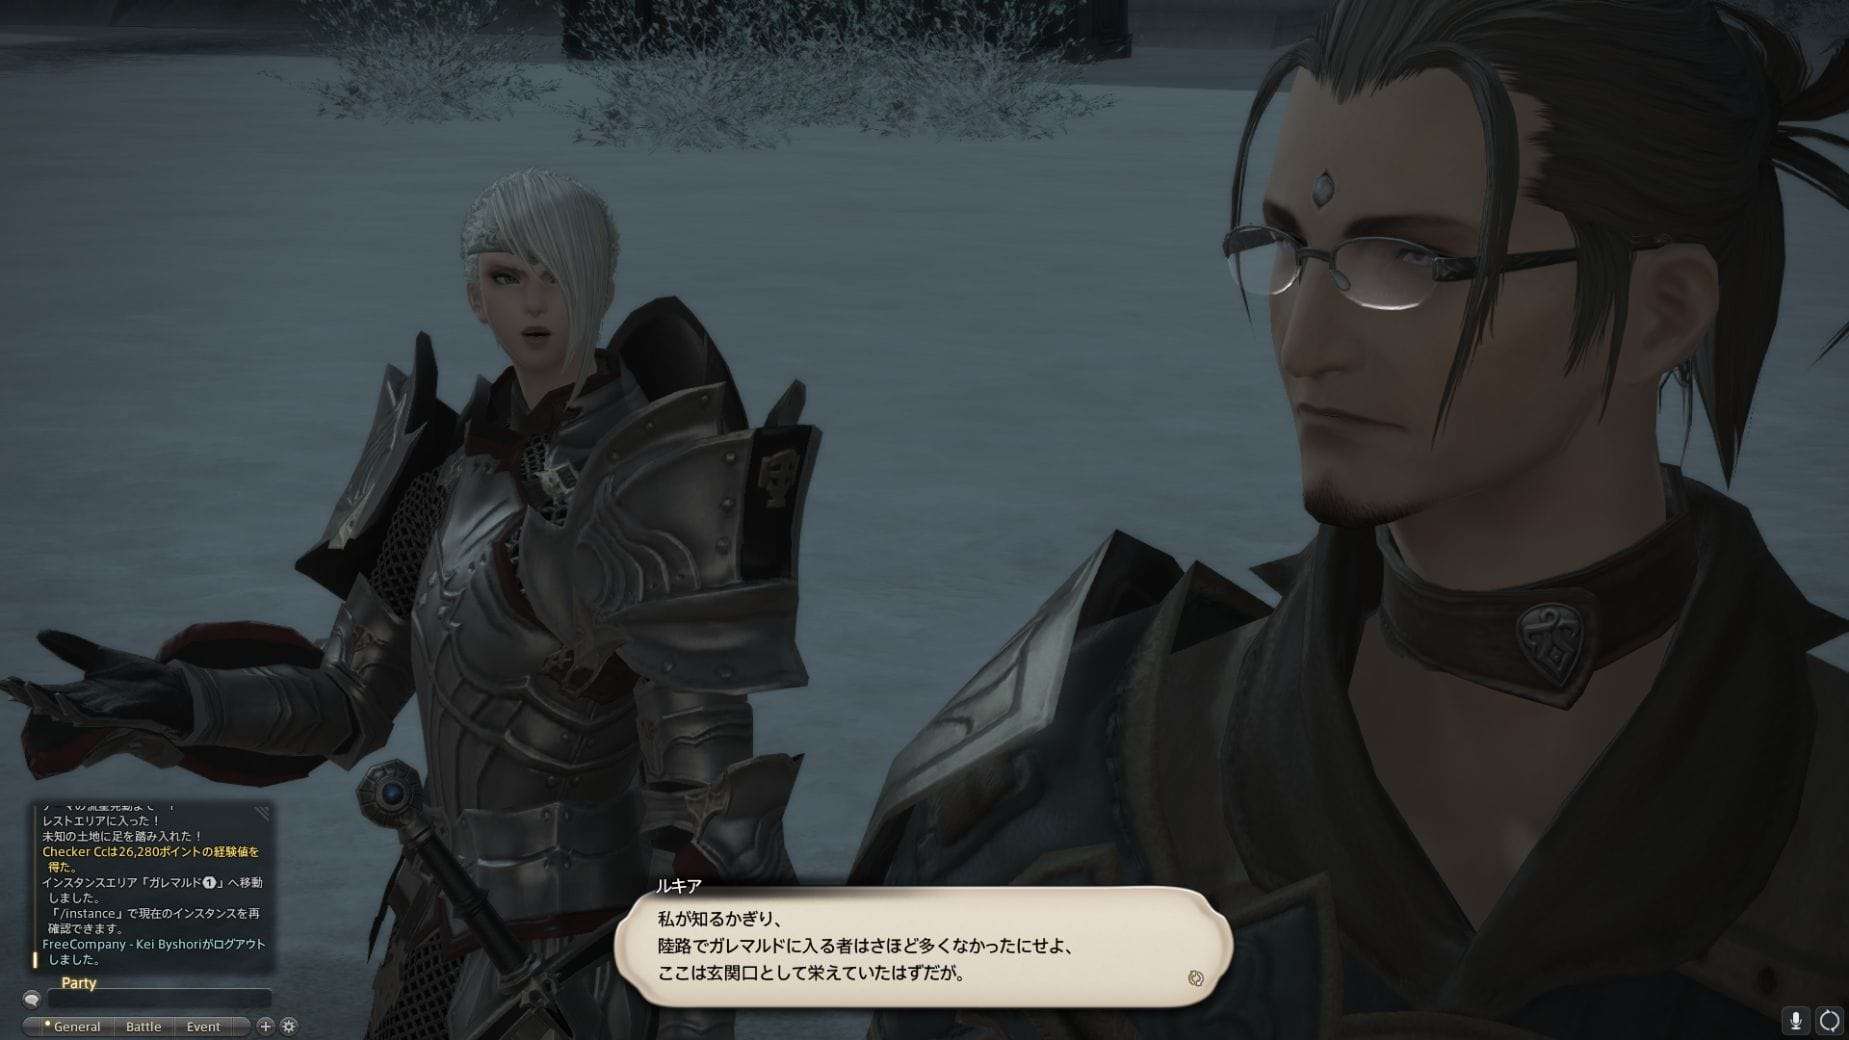 レストエリアに入った!
未知の土地に足を踏み入れた!
Checker Ccは26,280ポイントの経験値を
得た。
インスタンスエリア「ガレマルド❶」へ移動
しました。
「/instance」で現在のインスタンスを再
確認できます。
FreeCompany - Kei Byshoriがログアウト
しました。
Party
General Battle Event
ルキア
私が知るかぎり、
陸路でガレマルドに入る者はさほど多くなかったにせよ、
ここは玄関口として栄えていたはずだが。